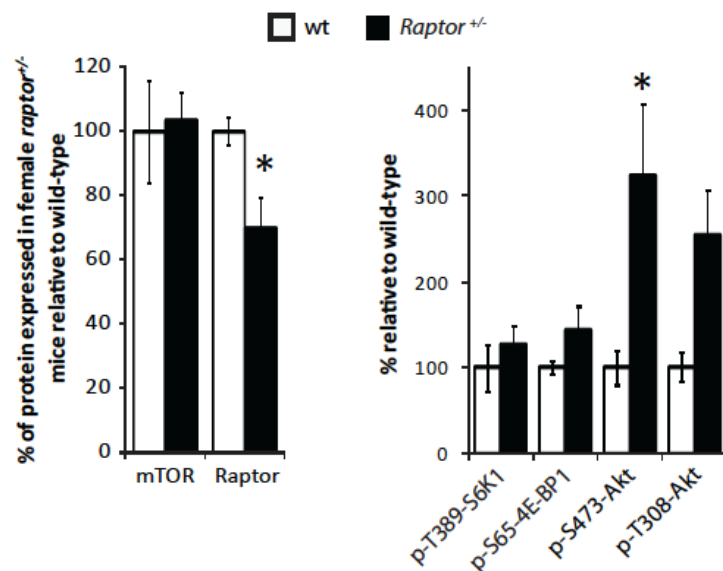 wt
Raptor +/-
% of protein expressed in female raptor+/-
mice relative to wild-type
120
100
80
60
40
20
0
*
mTOR
Raptor
% relative to wild-type
400
300
200
100
0
*
p-T389-S6K1
p-S65-4E-BP1
p-S473-Akt
p-T308-Akt